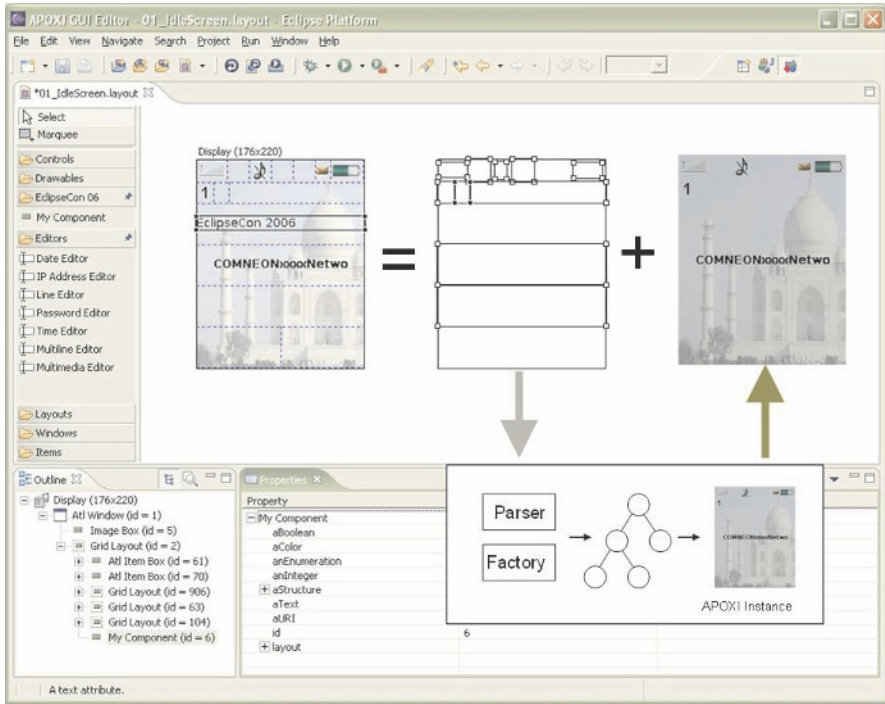 APOXI GUI Editor - 01_IdleScreen.layout - Eclipse Platform
File Edit View Navigate Search Project Run Window Help
*01_IdleScreen.layout
Select
Marquee
Controls
Drawables
EclipseCon 06
My Component
Editors
Date Editor
IP Address Editor
Line Editor
Password Editor
Time Editor
Multiline Editor
Multimedia Editor
Layouts
Windows
Items
Display (176x220)
1
EclipseCon 2006
COMNEONxxxxNetwo
=
+
1
COMNEONxxxxNetwo
Outline
Display (176x220)
Atl Window (id = 1)
Image Box (id = 5)
Grid Layout (id = 2)
Atl Item Box (id = 61)
Atl Item Box (id = 70)
Grid Layout (id = 906)
Grid Layout (id = 63)
Grid Layout (id = 104)
My Component (id = 6)
Properties
Property
My Component
aBoolean
aColor
anEnumeration
anInteger
aStructure
aText
aURI
id 6
layout
Parser
Factory
1
COMNEONxxxxNetwo
APOXI Instance
A text attribute.